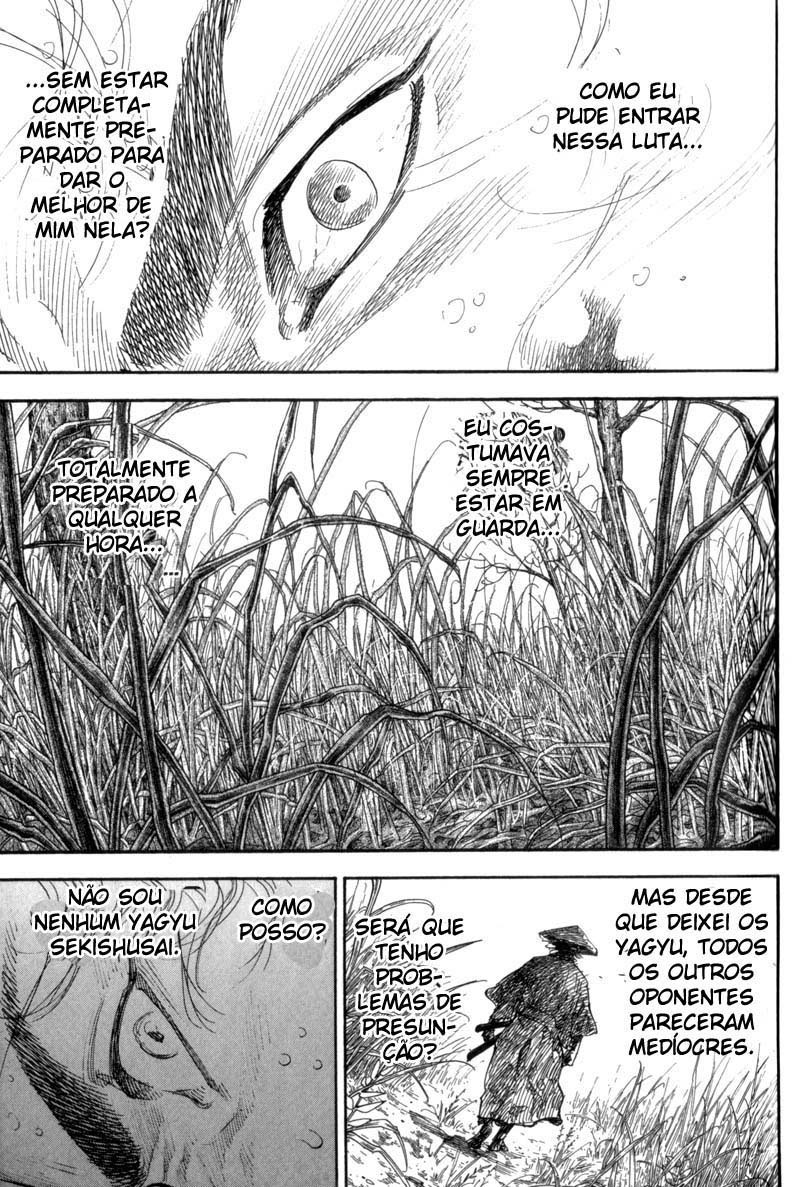 COMO EU
PUDE ENTRAR
NESSA LUTA...
...SEM ESTAR
COMPLETA-
MENTE PRE-
PARADO PARA
DAR O
MELHOR DE
MIM NELA?
EU COS-
TUMAVA
SEMPRE
ESTAR EM
GUARDA...
TOTALMENTE
PREPARADO A
QUALQUER
HORA...
...
MAS DESDE
QUE DEIXEI OS
YAGYU, TODOS
OS OUTROS
OPONENTES
PARECERAM
MEDÍOCRES.
SERÁ QUE
TENHO
PROB-
LEMAS DE
PRESUN-
ÇÃO?
COMO
POSSO?
NÃO SOU
NENHUM YAGYU
SEKISHUSAI.